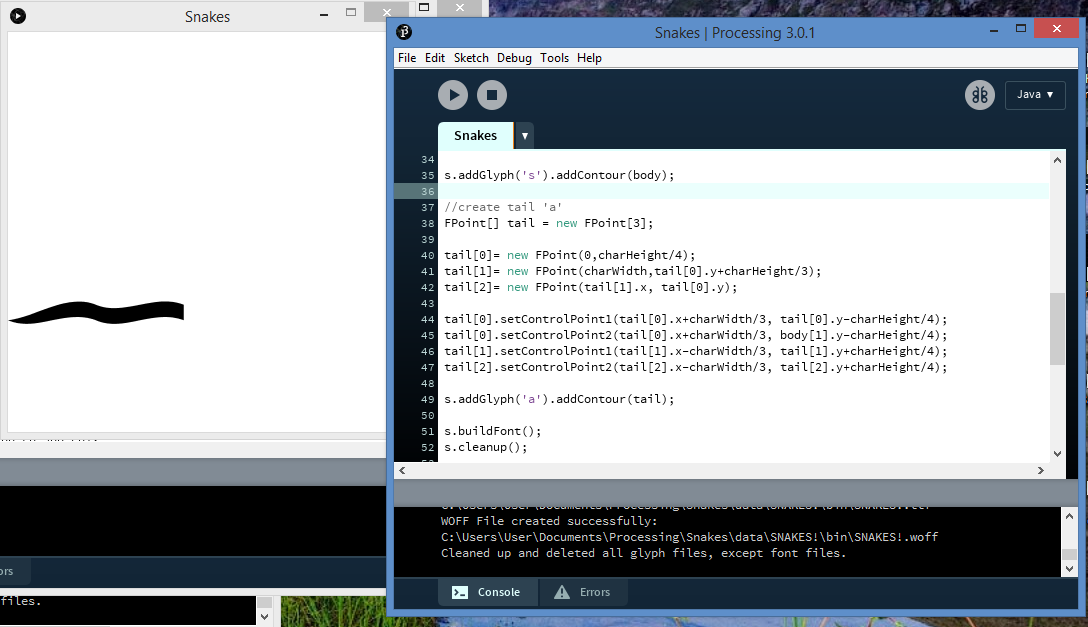 Snakes
Snakes | Processing 3.0.1
File Edit Sketch Debug Tools Help
Java ▼
Snakes ▼
34
35 s.addGlyph('s').addContour(body);
36
37 //create tail 'a'
38 FPoint[] tail = new FPoint[3];
39
40 tail[0]= new FPoint(0,charHeight/4);
41 tail[1]= new FPoint(charWidth,tail[0].y+charHeight/3);
42 tail[2]= new FPoint(tail[1].x, tail[0].y);
43
44 tail[0].setControlPoint1(tail[0].x+charWidth/3, tail[0].y-charHeight/4);
45 tail[0].setControlPoint2(tail[0].x+charWidth/3, body[1].y-charHeight/4);
46 tail[1].setControlPoint1(tail[1].x-charWidth/3, tail[1].y+charHeight/4);
47 tail[2].setControlPoint2(tail[2].x-charWidth/3, tail[2].y+charHeight/4);
48
49 s.addGlyph('a').addContour(tail);
50
51 s.buildFont();
52 s.cleanup();
WOFF File created successfully:
C:\Users\User\Documents\Processing\Snakes\data\SNAKES!\bin\SNAKES!.woff
Cleaned up and deleted all glyph files, except font files.
Console Errors
ors
files.